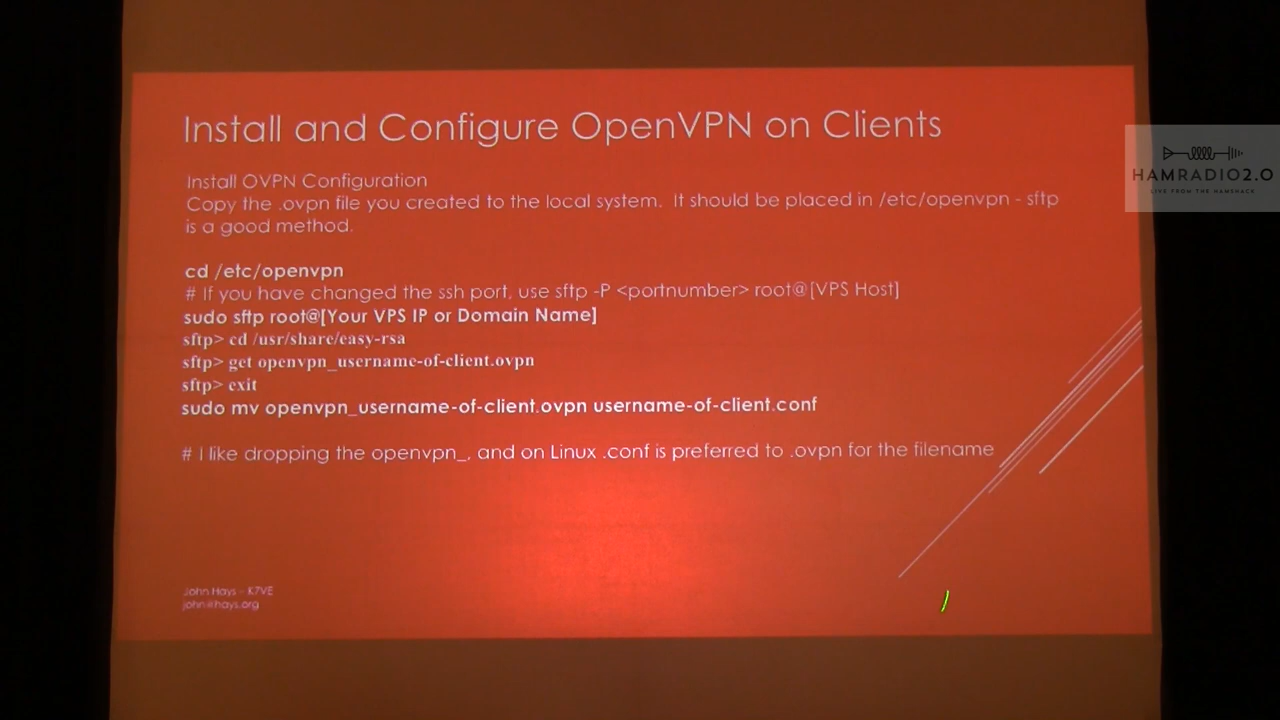 Install and Configure OpenVPN on Clients
HAMRADIO2.0
LIVE FROM THE HAMSHACK
Install OVPN Configuration
Copy the .ovpn file you created to the local system. It should be placed in /etc/openvpn - sftp
is a good method.
cd /etc/openvpn
# If you have changed the ssh port, use sftp -P <portnumber> root@[VPS Host]
sudo sftp root@[Your VPS IP or Domain Name]
sftp> cd /usr/share/easy-rsa
sftp> get openvpn_username-of-client.ovpn
sftp> exit
sudo mv openvpn_username-of-client.ovpn username-of-client.conf
# I like dropping the openvpn_, and on Linux .conf is preferred to .ovpn for the filename
John Hays - K7VE
john@hays.org